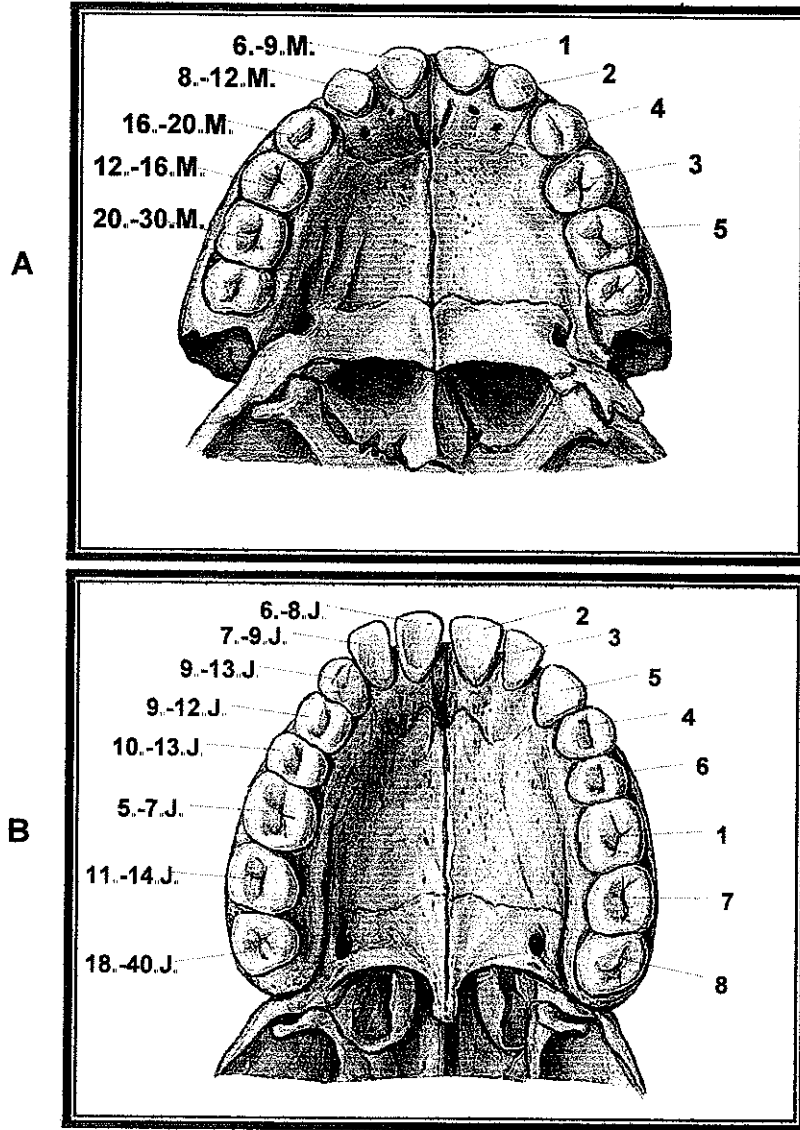 6.-9.M. 1
8.-12.M. 2
16.-20.M. 4
12.-16.M. 3
20.-30.M. 5
A
6.-8.J. 2
7.-9.J. 3
9.-13.J. 5
9.-12.J. 4
10.-13.J. 6
5.-7.J. 1
B
11.-14.J. 7
18.-40.J. 8